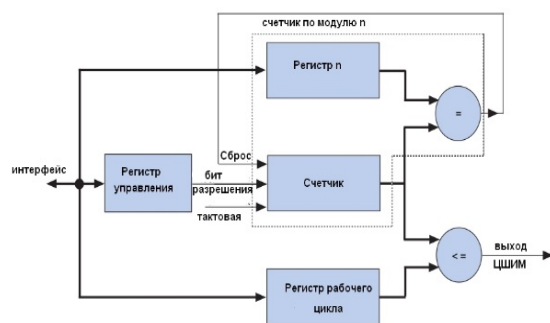 счетчик по модулю n
Регистр n
=
Сброс
интерфейс
Регистр
управления
бит
разрешения
Счетчик
тактовая
<=
выход
ЦШИМ
Регистр рабочего
цикла